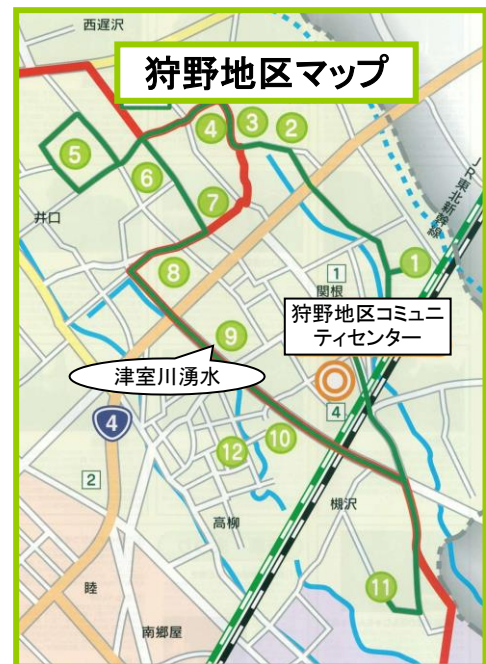 西遅沢
狩野地区マップ
4
3
2
5
6
JR東北新幹線
7
井口
1
8
1
関根
狩野地区コミュニ
ティセンター
9
津室川湧水
4
4
10
12
2
槻沢
高柳
11
睦
南郷屋